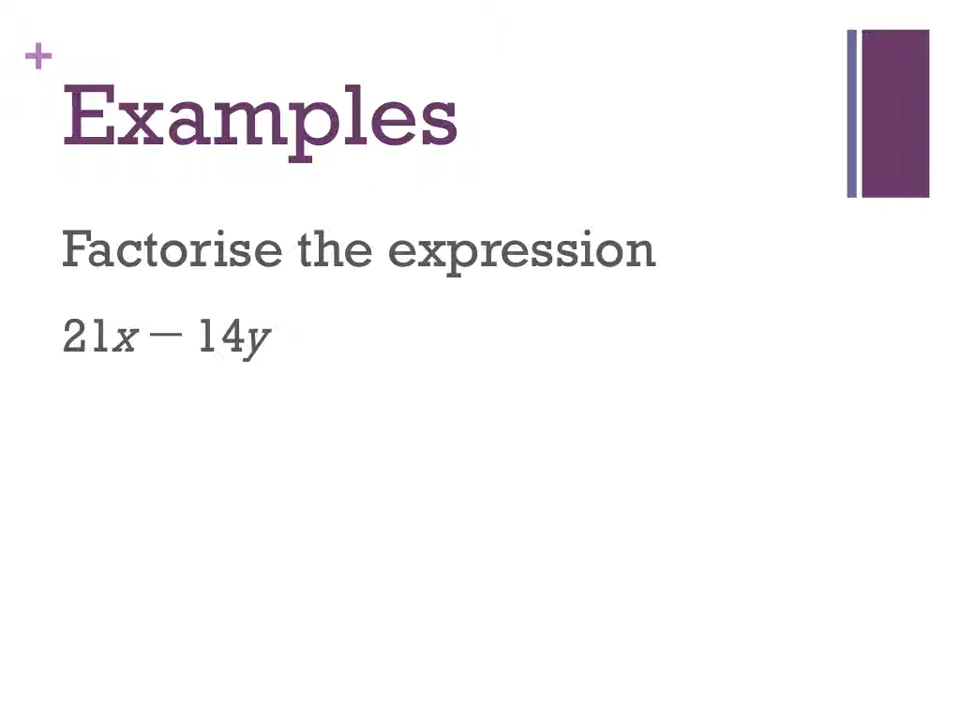 +
Examples
Factorise the expression
21x − 14y